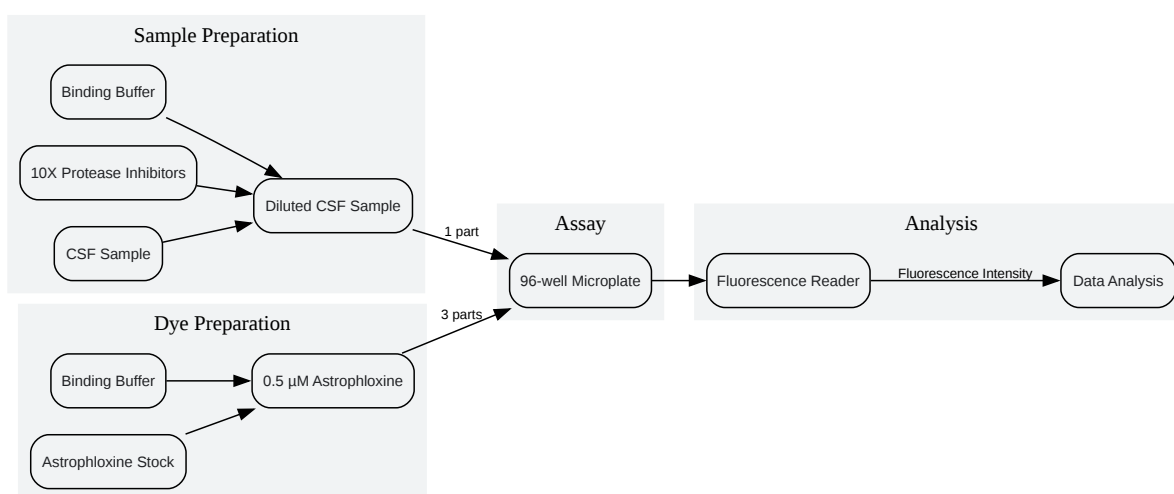 Sample Preparation
Binding Buffer
10X Protease Inhibitors
CSF Sample
Diluted CSF Sample
1 part
Dye Preparation
Binding Buffer
Astrophloxine Stock
0.5 µM Astrophloxine
3 parts
Assay
96-well Microplate
Analysis
Fluorescence Reader
Fluorescence Intensity
Data Analysis